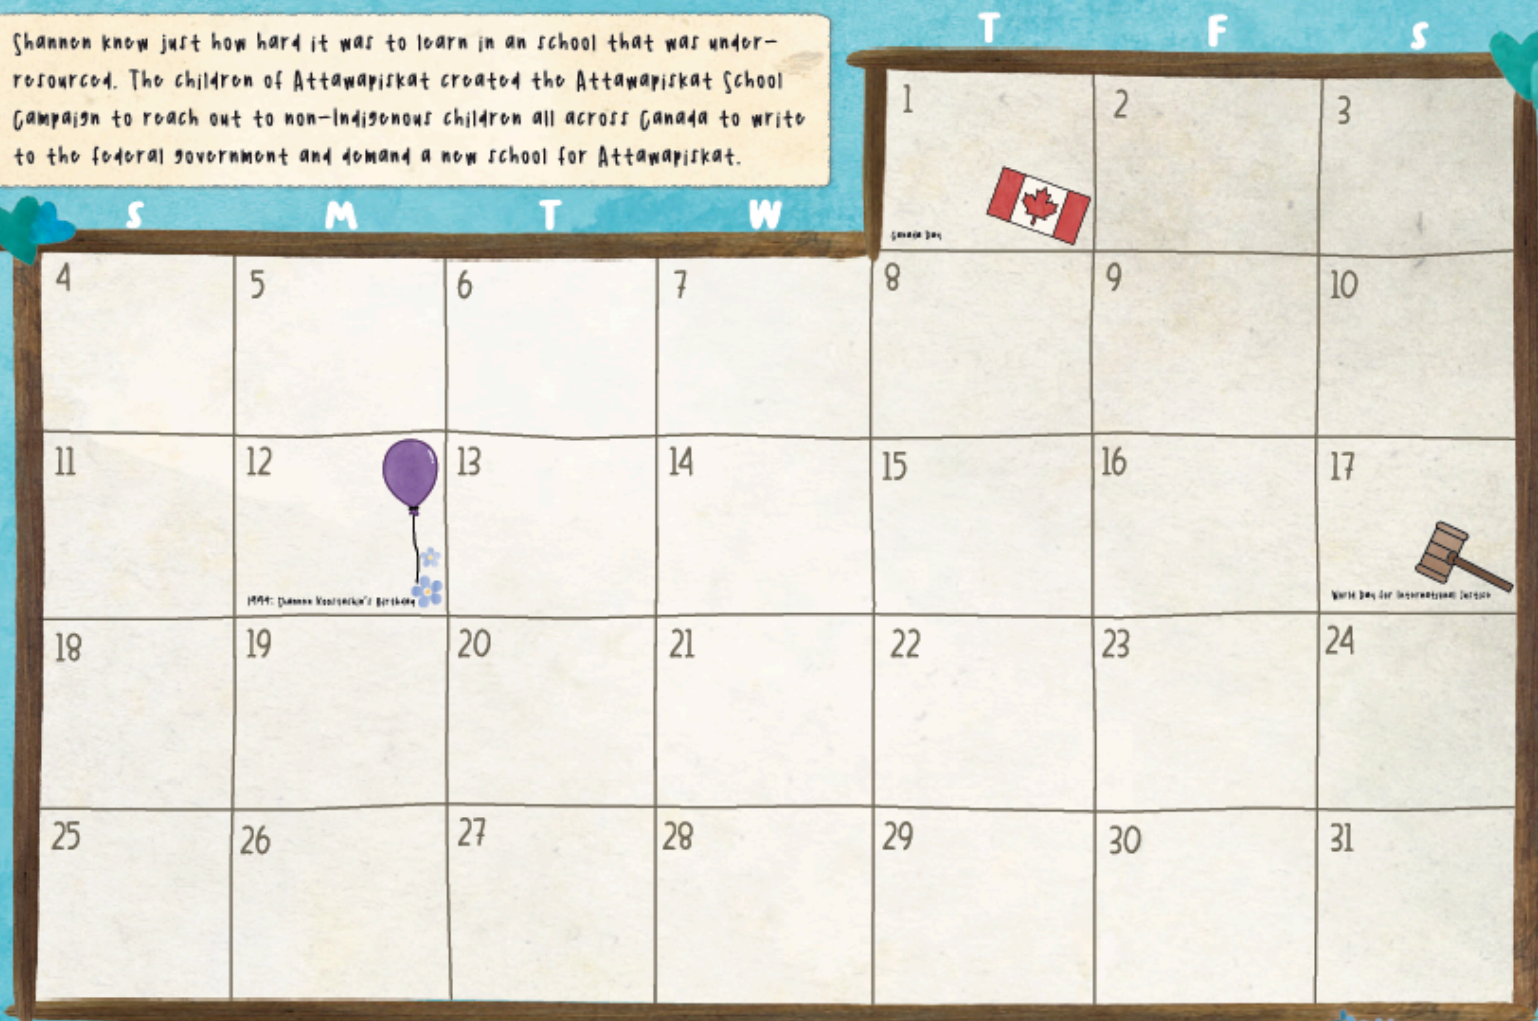 Shannen knew just how hard it was to learn in an school that was under-
resourced. The children of Attawapiskat created the Attawapiskat School
Campaign to reach out to non-Indigenous children all across Canada to write
to the federal government and demand a new school for Attawapiskat.
T F S
1 2 3
Canada Day
S M T W
4 5 6 7 8 9 10
11 12 13 14 15 16 17
1994: Shannen Koostachin's Birthday
World Day for International Justice
18 19 20 21 22 23 24
25 26 27 28 29 30 31